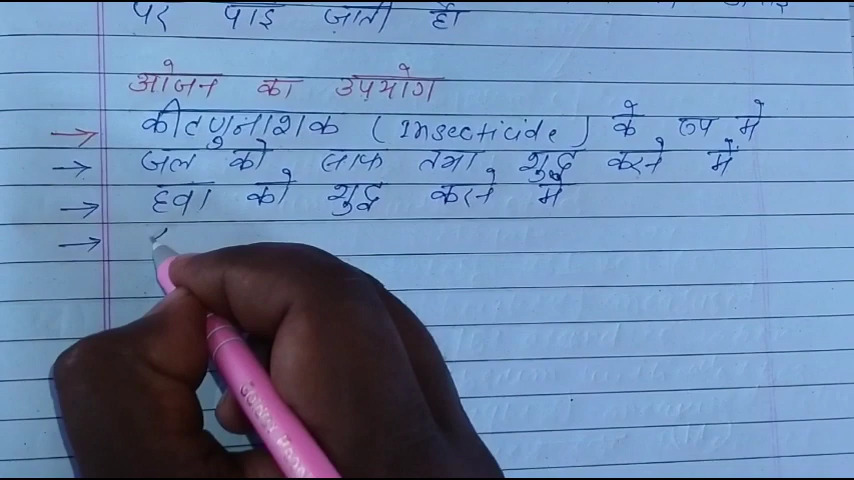 पर पाई जाती है।
ओजन का उपयोग
→ कीटाणुनाशक (Insecticide) के रूप में
→ जल को साफ तथा शुद्ध करने में
→ हवा को शुद्ध करने में
→